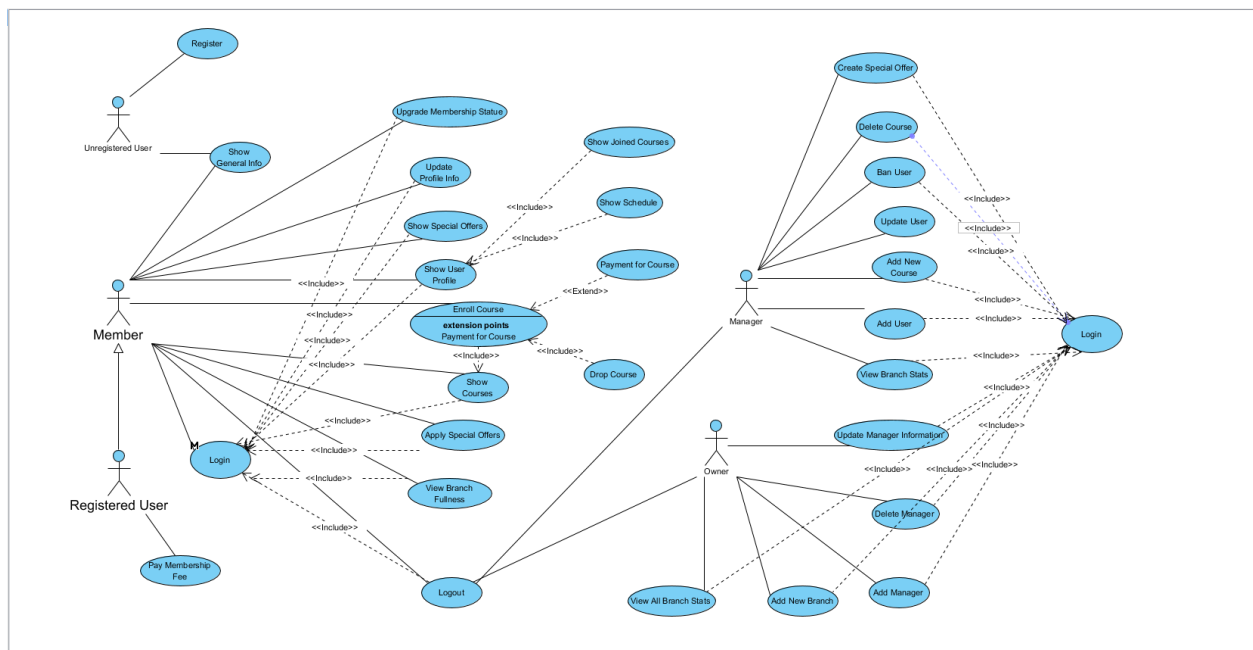 Register
Unregistered User
Show
General Info
Upgrade Membership Statue
Update
Profile Info
Show Special Offers
Show User
Profile
Show Joined Courses
<<Include>>
Show Schedule
<<Include>>
Payment for Course
<<Extend>>
<<Include>>
<<Include>>
<<Include>>
Member
Enroll Course
extension points
Payment for Course
<<Include>>
<<Include>>
Drop Course
Show
Courses
<<Include>>
Apply Special Offers
Login
<<Include>>
<<Include>>
View Branch
Fullness
Registered User
<<Include>>
Pay Membership
Fee
Logout
Create Special Offer
Delete Course
Ban User
Update User
Add New
Course
Add User
View Branch Stats
Manager
<<Include>>
<<Include>>
<<Include>>
<<Include>>
<<Include>>
<<Include>>
Login
<<Include>>
Owner
Update Manager Information
<<Include>>
<<Include>>
<<Include>>
Delete Manager
View All Branch Stats
Add New Branch
Add Manager